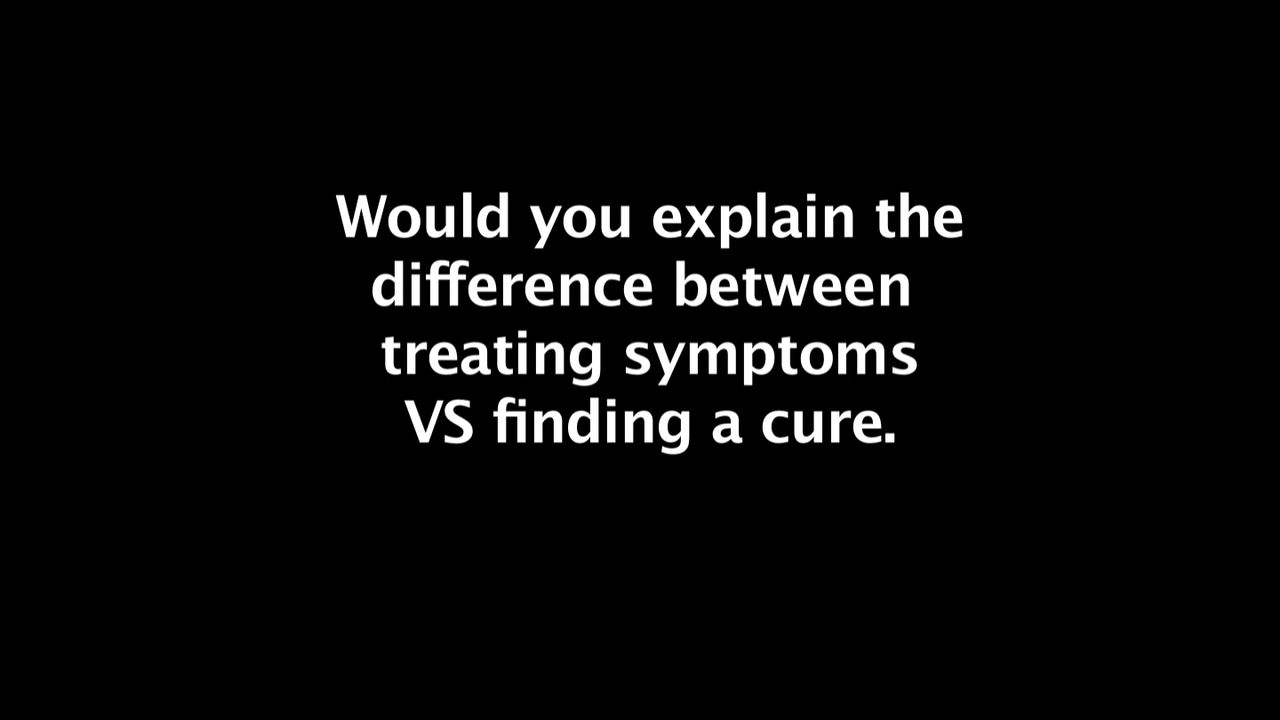 Would you explain the
difference between
treating symptoms
VS finding a cure.